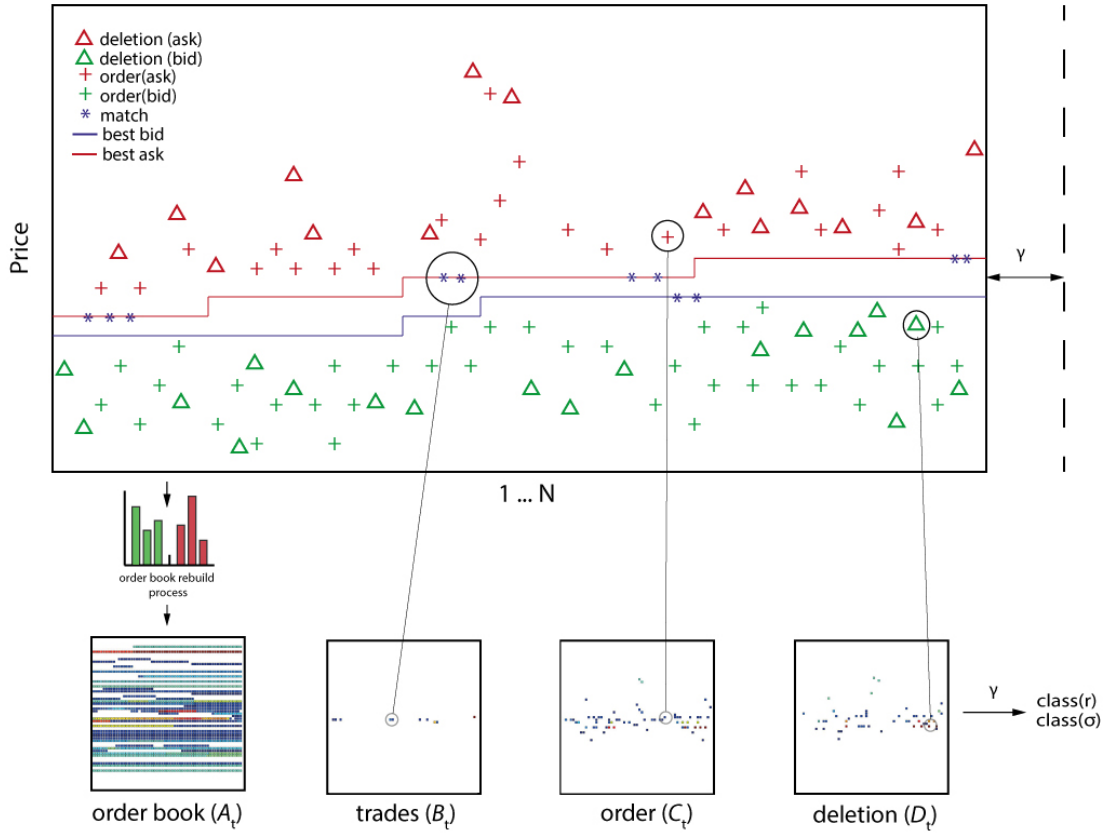 deletion (ask)
deletion (bid)
order(ask)
order(bid)
match
best bid
best ask
Price
γ
1 ... N
order book rebuild
process
γ
class(r)
class(σ)
order book (Aₜ)
trades (Bₜ)
order (Cₜ)
deletion (Dₜ)